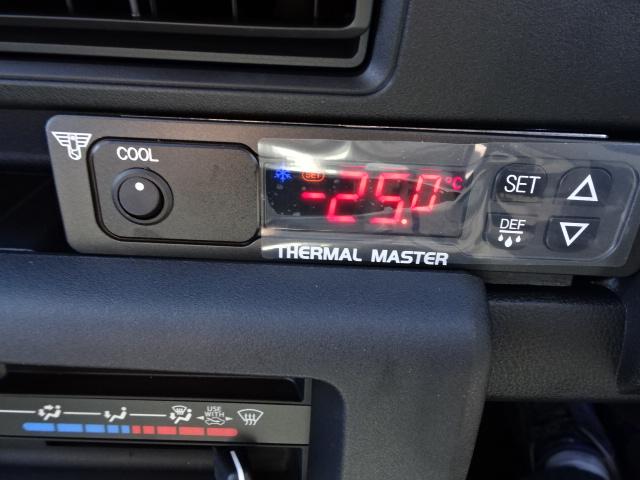 COOL
SET
-25.0 °C
SET
DEF
THERMAL MASTER
USE
WITH